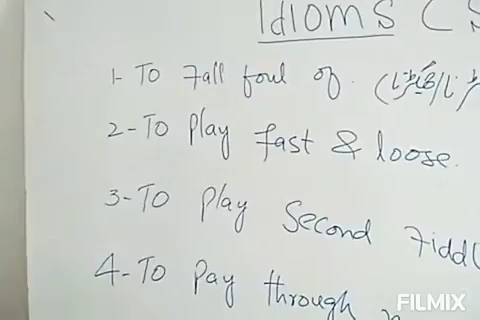 Idioms (
1- To Fall foul of. (
2- To Play fast & loose.
3- To Play Second Fiddl
4- To Pay through
FILMIX